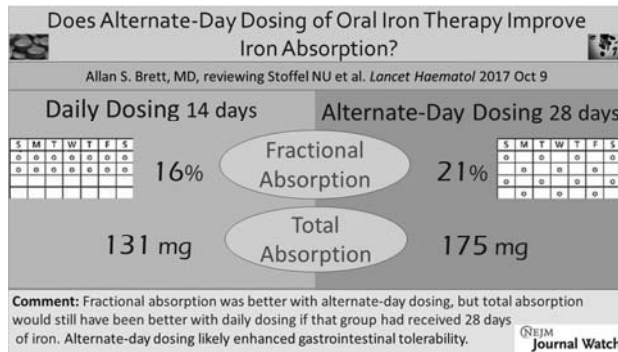 Does Alternate-Day Dosing of Oral Iron Therapy Improve
Iron Absorption?
Allan S. Brett, MD, reviewing Stoffel NU et al. Lancet Haematol 2017 Oct 9
Daily Dosing 14 days
Alternate-Day Dosing 28 days
S M T W T F S
16%
Fractional
Absorption
21%
S M T W T F S
131 mg
Total
Absorption
175 mg
Comment: Fractional absorption was better with alternate-day dosing, but total absorption
would still have been better with daily dosing if that group had received 28 days
of iron. Alternate-day dosing likely enhanced gastrointestinal tolerability.
NEJM
Journal Watch